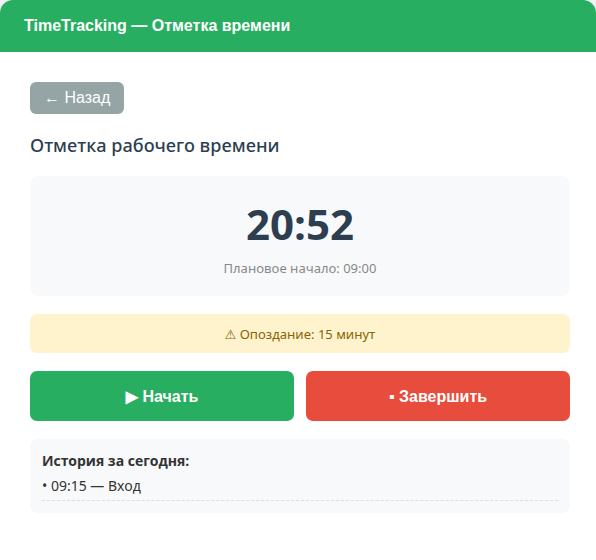 TimeTracking — Отметка времени
← Назад
Отметка рабочего времени
20:52
Плановое начало: 09:00
⚠ Опоздание: 15 минут
▶ Начать
▪ Завершить
История за сегодня:
• 09:15 — Вход